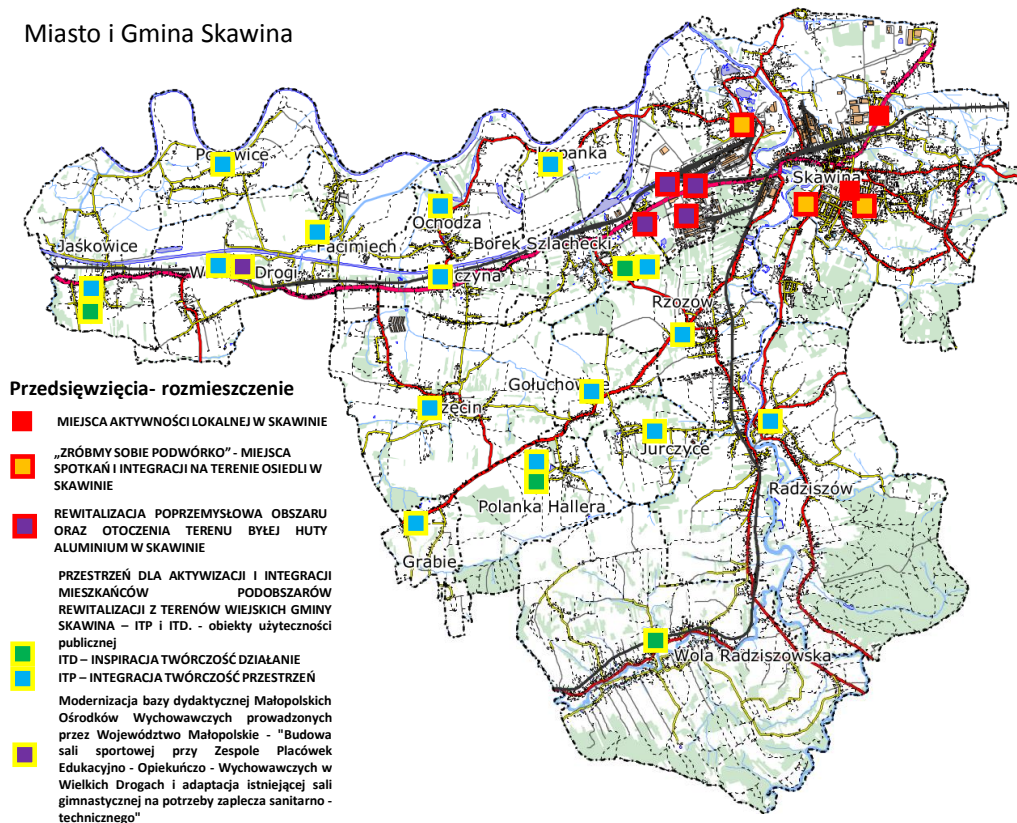 Miasto i Gmina Skawina
Skawina
Ochodza
Facimiech
Jaśkowice
Borek Szlachecki
Drogi
Rzozów
Jurczyce
Radziszów
Polanka Hallera
Grabie
Wola Radziszowska
Przedsięwzięcia- rozmieszczenie
MIEJSCA AKTYWNOŚCI LOKALNEJ W SKAWINIE
„ZRÓBMY SOBIE PODWÓRKO” - MIEJSCA
SPOTKAŃ I INTEGRACJI NA TERENIE OSIEDLI W
SKAWINIE
REWITALIZACJA POPRZEMYSŁOWA OBSZARU
ORAZ OTOCZENIA TERENU BYŁEJ HUTY
ALUMINIUM W SKAWINIE
PRZESTRZEŃ DLA AKTYWIZACJI I INTEGRACJI
MIESZKAŃCÓW PODOBSZARÓW
REWITALIZACJI Z TERENÓW WIEJSKICH GMINY
SKAWINA – ITP i ITD. - obiekty użyteczności
publicznej
ITD – INSPIRACJA TWÓRCZOŚĆ DZIAŁANIE
ITP – INTEGRACJA TWÓRCZOŚĆ PRZESTRZEŃ
Modernizacja bazy dydaktycznej Małopolskich
Ośrodków Wychowawczych prowadzonych
przez Województwo Małopolskie - "Budowa
sali sportowej przy Zespole Placówek
Edukacyjno - Opiekuńczo - Wychowawczych w
Wielkich Drogach i adaptacja istniejącej sali
gimnastycznej na potrzeby zaplecza sanitarno -
technicznego"